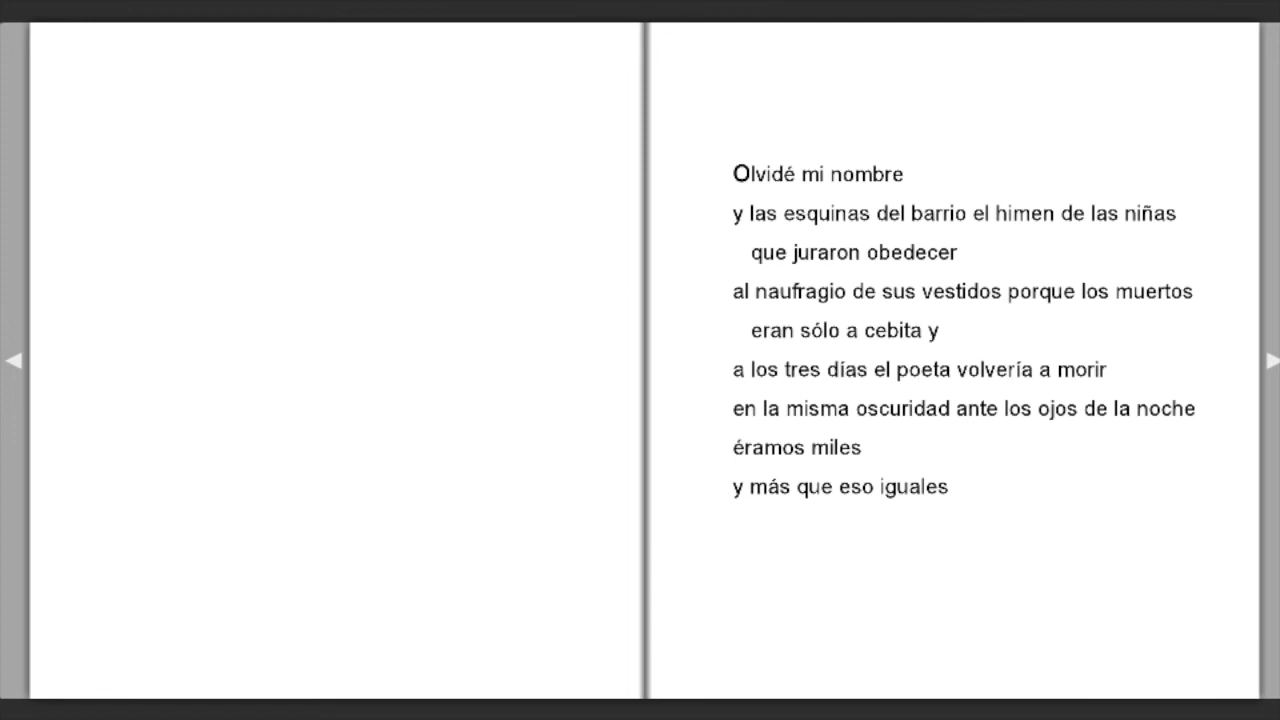 Olvidé mi nombre
y las esquinas del barrio el himen de las niñas
que juraron obedecer
al naufragio de sus vestidos porque los muertos
eran sólo a cebita y
a los tres días el poeta volvería a morir
en la misma oscuridad ante los ojos de la noche
éramos miles
y más que eso iguales